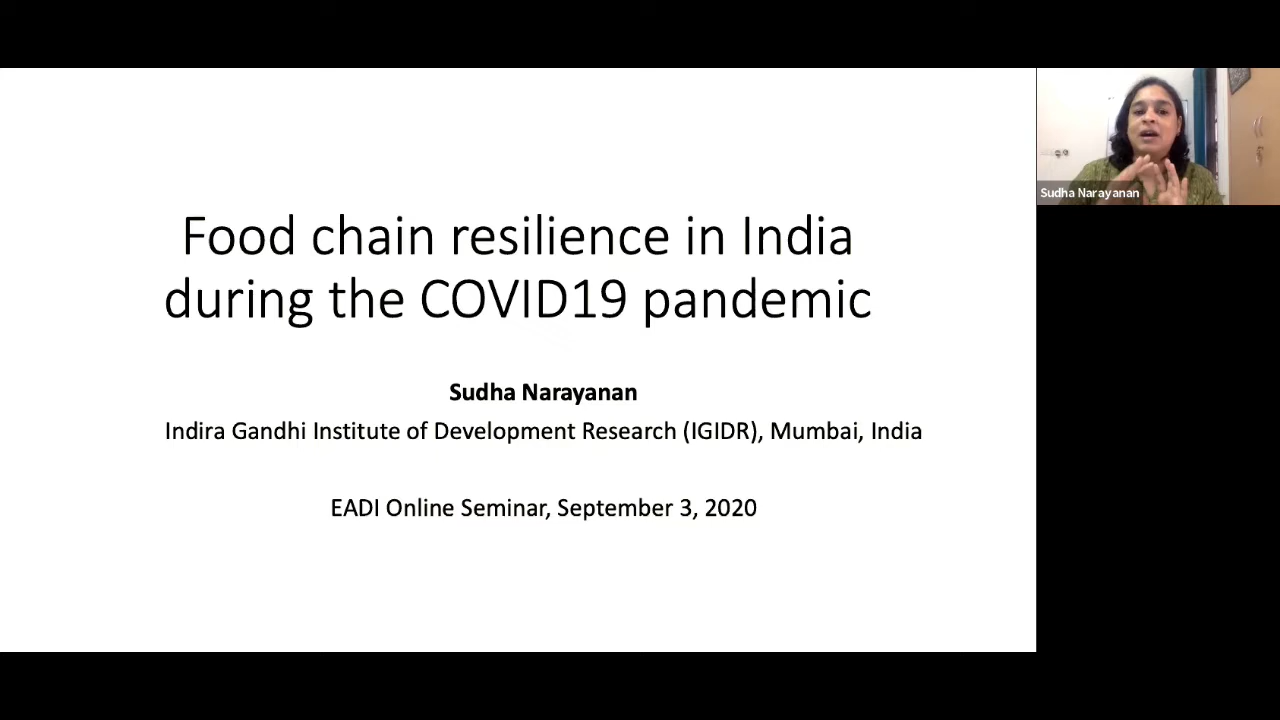 Food chain resilience in India
during the COVID19 pandemic
Sudha Narayanan
Indira Gandhi Institute of Development Research (IGIDR), Mumbai, India
EADI Online Seminar, September 3, 2020
Sudha Narayanan